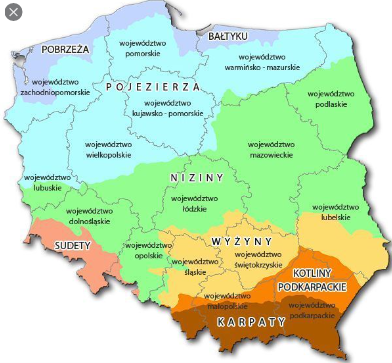 POBRZEŻA
BAŁTYKU
województwo
pomorskie
województwo
zachodniopomorskie
województwo
warmińsko - mazurskie
POJEZIERZA
województwo
kujawsko - pomorskie
województwo
podlaskie
województwo
wielkopolskie
województwo
mazowieckie
województwo
lubuskie
NIZINY
województwo
łódzkie
województwo
dolnośląskie
województwo
lubelskie
SUDETY
województwo
opolskie
WYŻYNY
województwo
śląskie
województwo
świętokrzyskie
KOTLINY
PODKARPACKIE
województwo
małopolskie
województwo
podkarpackie
KARPATY